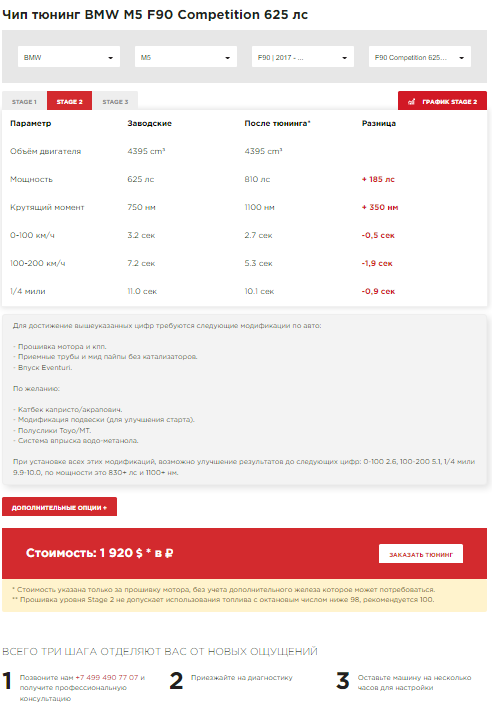 Чип тюнинг BMW M5 F90 Competition 625 лс
BMW M5 F90 | 2017 - ... F90 Competition 625...
STAGE 1 STAGE 2 STAGE 3 ГРАФИК STAGE 2
Параметр Заводские После тюнинга* Разница
Объём двигателя 4395 cm³ 4395 cm³
Мощность 625 лс 810 лс + 185 лс
Крутящий момент 750 нм 1100 нм + 350 нм
0-100 км/ч 3.2 сек 2.7 сек -0,5 сек
100-200 км/ч 7.2 сек 5.3 сек -1,9 сек
1/4 мили 11.0 сек 10.1 сек -0,9 сек
Для достижение вышеуказанных цифр требуются следующие модификации по авто:
- Прошивка мотора и кпп.
- Приемные трубы и мид пайпы без катализаторов.
- Впуск Eventuri.
По желанию:
- Катбек капристо/акрапович.
- Модификация подвески (для улучшения старта).
- Полуслики Toyo/MT.
- Система впрыска водо-метанола.
При установке всех этих модификаций, возможно улучшение результатов до следующих цифр: 0-100 2.6, 100-200 5.1, 1/4 мили
9.9-10.0, по мощности это 830+ лс и 1100+ нм.
ДОПОЛНИТЕЛЬНЫЕ ОПЦИИ +
Стоимость: 1 920 $ * в ₽ ЗАКАЗАТЬ ТЮНИНГ
* Стоимость указана только за прошивку мотора, без учета дополнительного железа которое может потребоваться.
** Прошивка уровня Stage 2 не допускает использования топлива с октановым числом ниже 98, рекомендуется 100.
ВСЕГО ТРИ ШАГА ОТДЕЛЯЮТ ВАС ОТ НОВЫХ ОЩУЩЕНИЙ
1 Позвоните нам +7 499 490 77 07 и
получите профессиональную
консультацию
2 Приезжайте на диагностику
3 Оставьте машину на несколько
часов для настройки